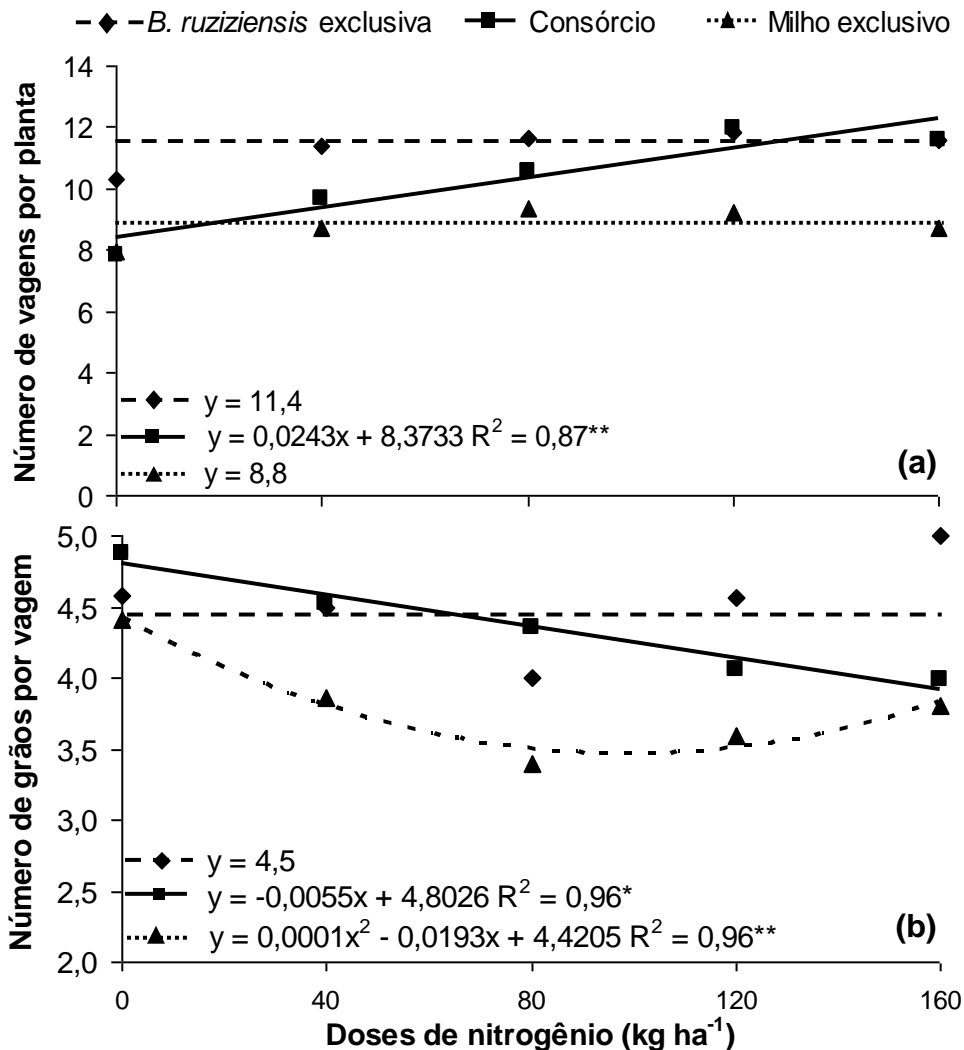 B. ruziziensis exclusiva Consórcio Milho exclusivo
Número de vagens por planta
14
12
10
8
6
4
2
0
y = 11,4
y = 0,0243x + 8,3733 R² = 0,87**
y = 8,8
(a)
Número de grãos por vagem
5,0
4,5
4,0
3,5
3,0
2,5
2,0
y = 4,5
y = -0,0055x + 4,8026 R² = 0,96*
y = 0,0001x² - 0,0193x + 4,4205 R² = 0,96**
(b)
0 40 80 120 160
Doses de nitrogênio (kg ha⁻¹)